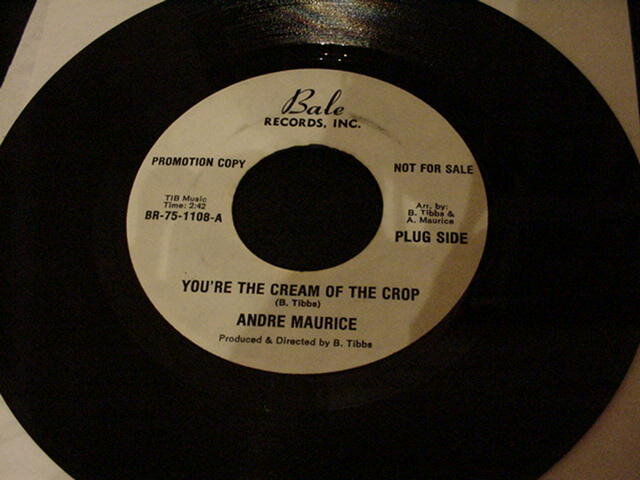 Bale
RECORDS, INC.
PROMOTION COPY
NOT FOR SALE
TIB Music
Time: 2:42
BR-75-1108-A
Arr. by:
B. Tibbs &
A. Maurice
PLUG SIDE
YOU'RE THE CREAM OF THE CROP
(B. Tibbs)
ANDRE MAURICE
Produced & Directed by B. Tibbs